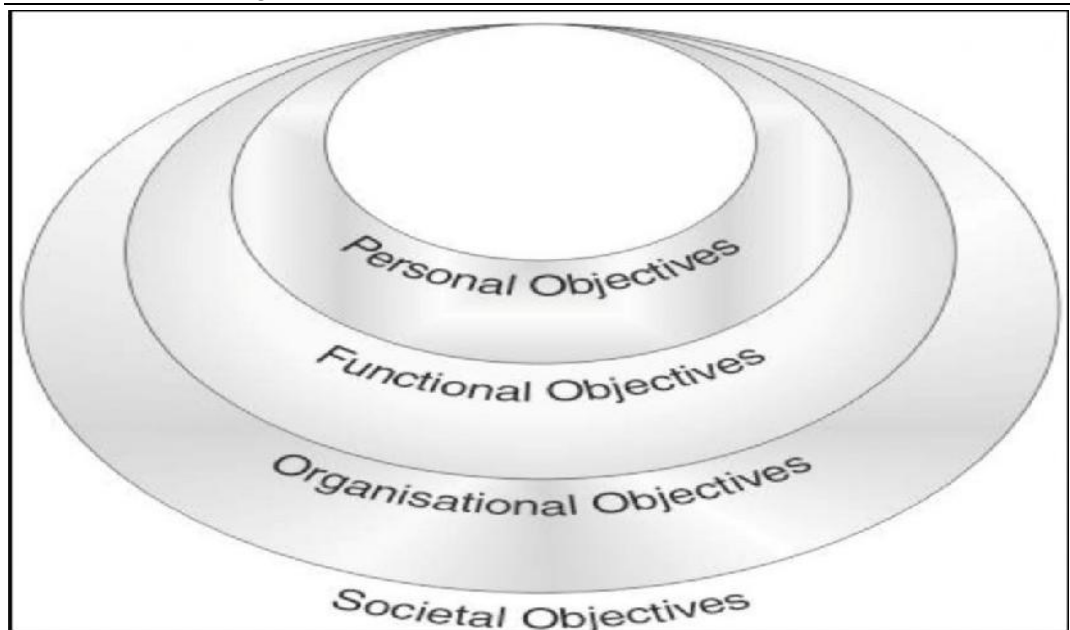 Personal Objectives
Functional Objectives
Organisational Objectives
Societal Objectives